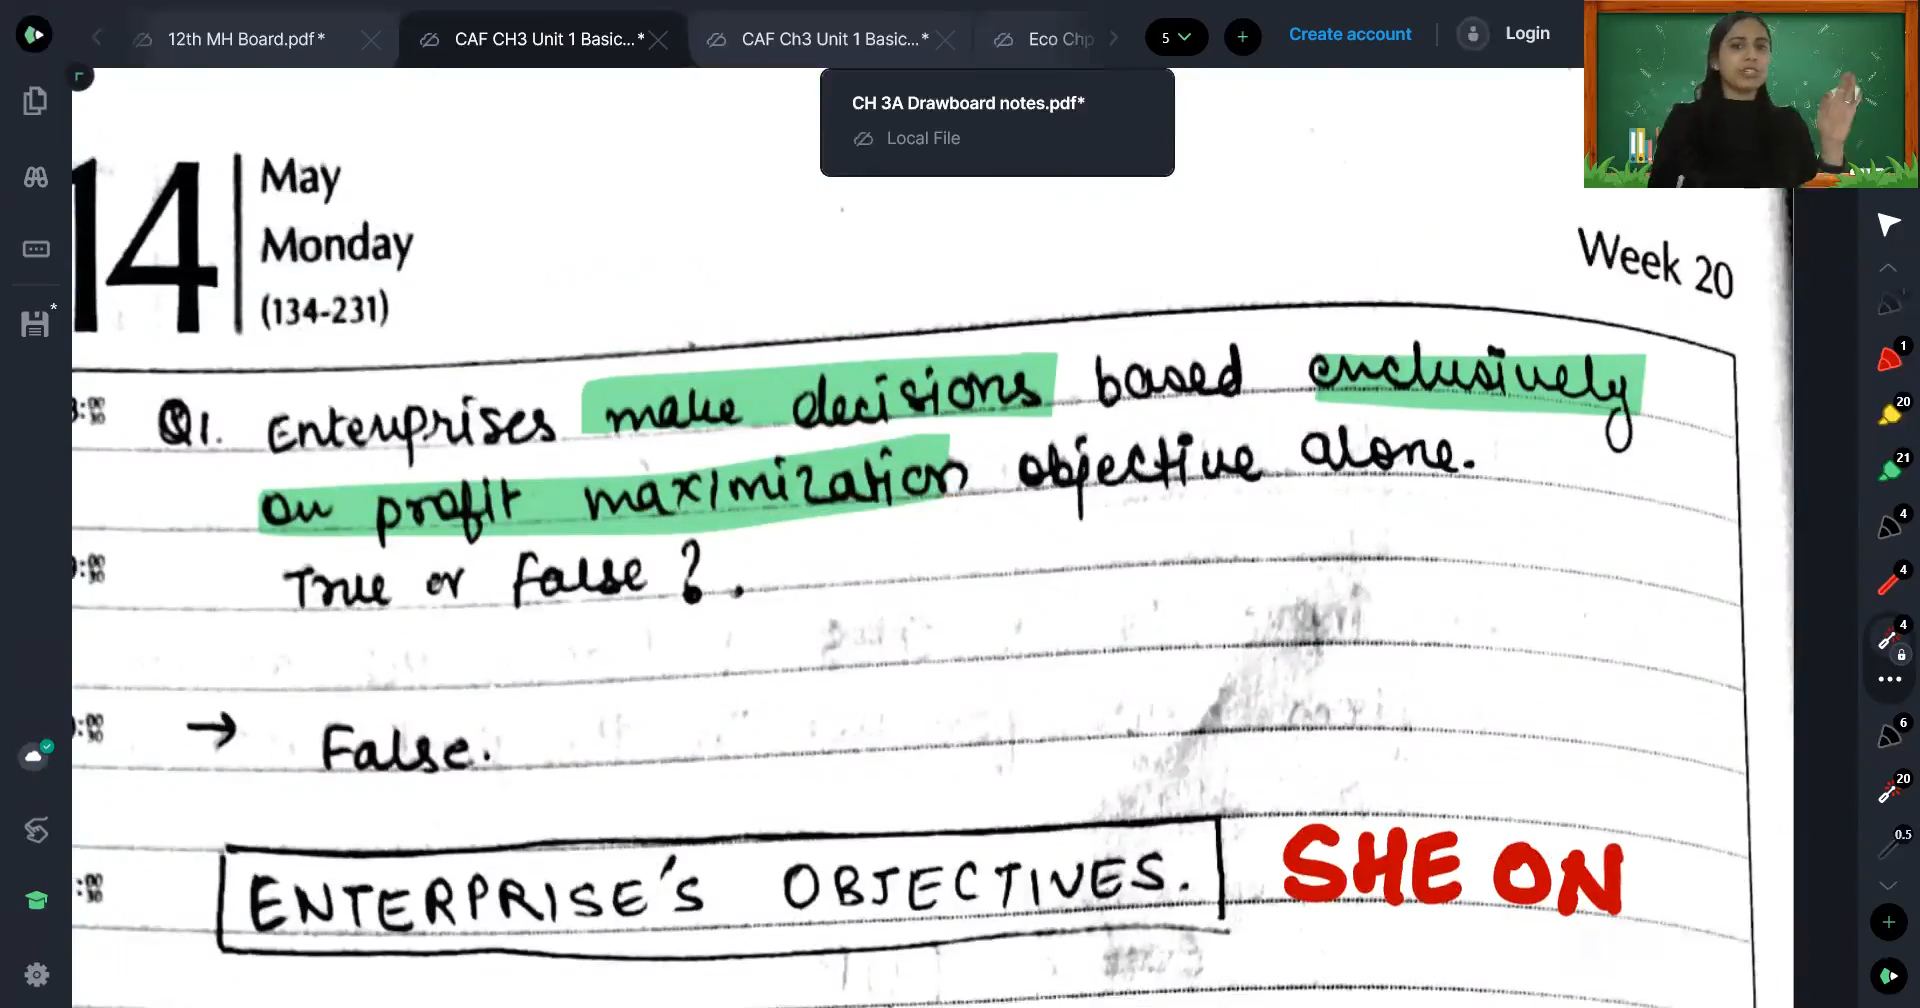 12th MH Board.pdf*
CAF CH3 Unit 1 Basic...*
CAF Ch3 Unit 1 Basic...*
Eco Chp
5
Create account
Login
CH 3A Drawboard notes.pdf*
Local File
14
May
Monday
(134-231)
Week 20
Q1. Enterprises make decisions based exclusively
on profit maximization objective alone.
True or False ?.
→ False.
ENTERPRISE'S OBJECTIVES.
SHE ON
1
20
21
4
4
4
6
20
0.5